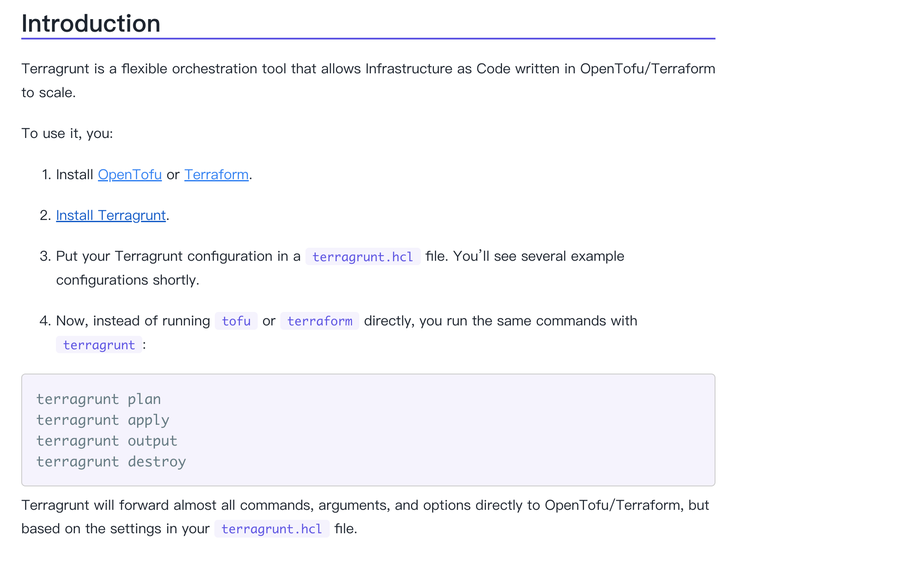 Introduction
Terragrunt is a flexible orchestration tool that allows Infrastructure as Code written in OpenTofu/Terraform
to scale.
To use it, you:
1. Install OpenTofu or Terraform.
2. Install Terragrunt.
3. Put your Terragrunt configuration in a terragrunt.hcl file. You’ll see several example
configurations shortly.
4. Now, instead of running tofu or terraform directly, you run the same commands with
terragrunt :
terragrunt plan
terragrunt apply
terragrunt output
terragrunt destroy
Terragrunt will forward almost all commands, arguments, and options directly to OpenTofu/Terraform, but
based on the settings in your terragrunt.hcl file.